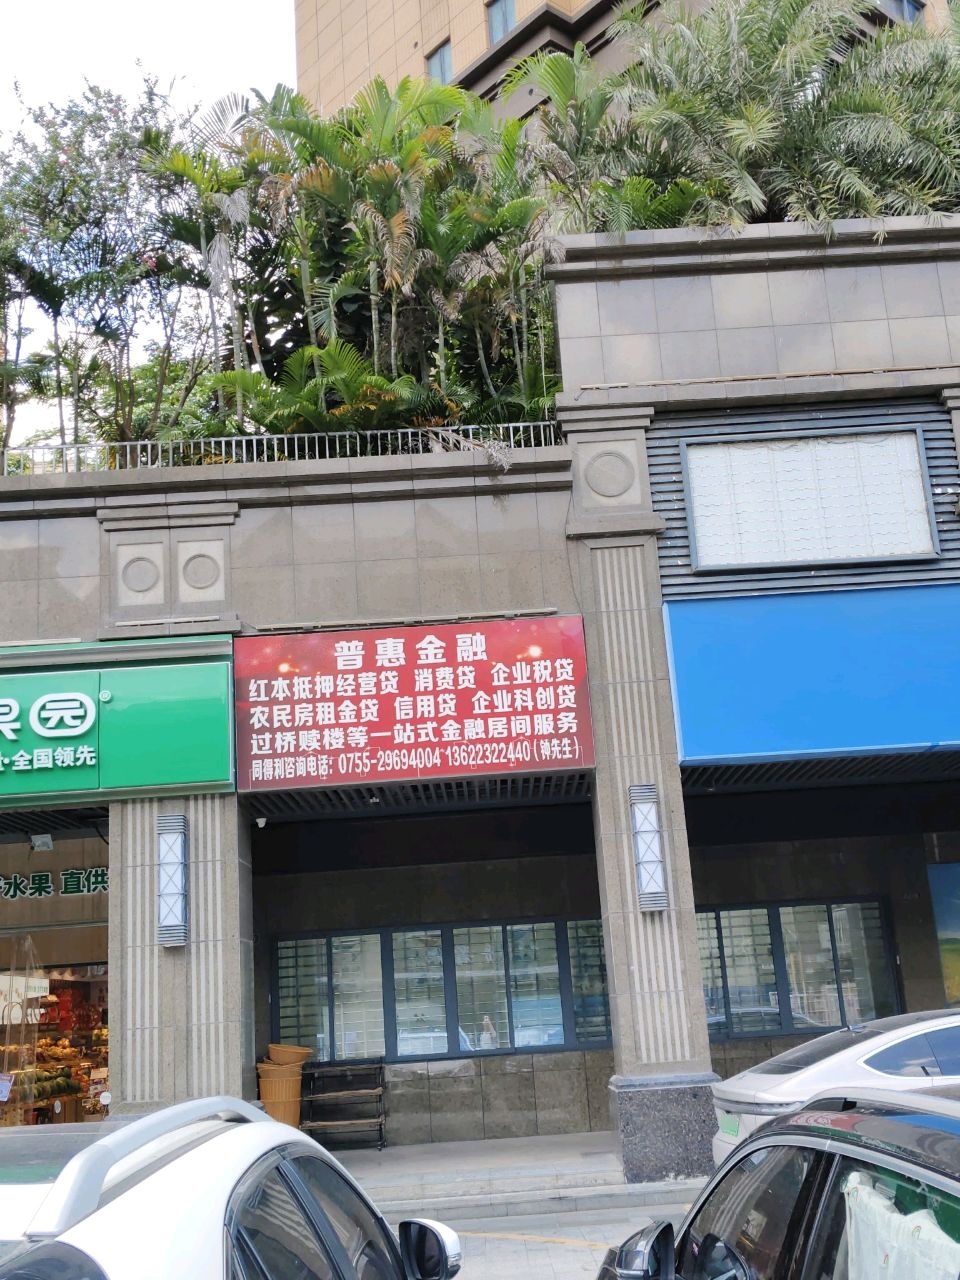 普惠金融
红本抵押经营贷 消费贷 企业税贷
农民房租金贷 信用贷 企业科创贷
过桥赎楼等一站式金融居间服务
同得利咨询电话：0755-29694004 13622322440（钟先生）
果园®
·全国领先
水果 直供